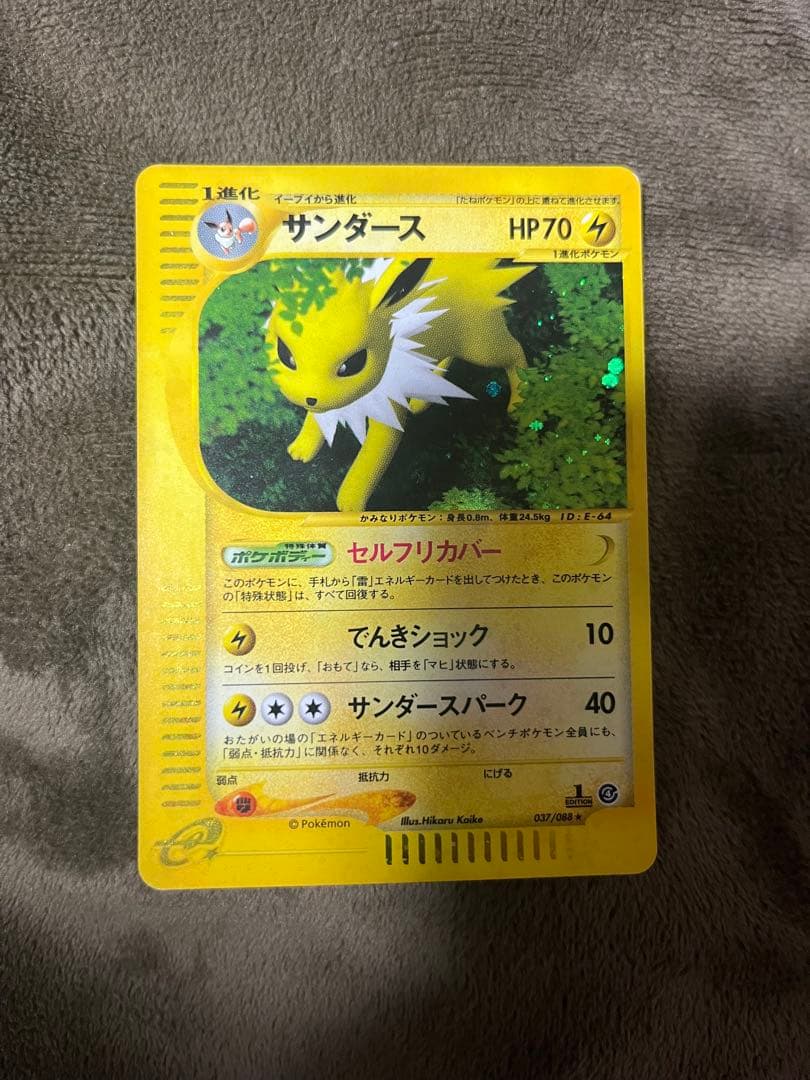 1進化 イーブイから進化 「たねポケモン」の上に重ねて進化させます。
サンダース HP70
1進化ポケモン
かみなりポケモン：身長0.8m、体重24.5kg ID:E-64
特殊体質
ポケボディー セルフリカバー
このポケモンに、手札から「雷」エネルギーカードを出してつけたとき、このポケモン
の「特殊状態」は、すべて回復する。
でんきショック 10
コインを1回投げ、「おもて」なら、相手を「マヒ」状態にする。
サンダースパーク 40
おたがいの場の「エネルギーカード」のついているベンチポケモン全員にも、
「弱点・抵抗力」に関係なく、それぞれ10ダメージ。
弱点 抵抗力 にげる
1
EDITION
©Pokémon Illus.Hikaru Koike 037/088★
e